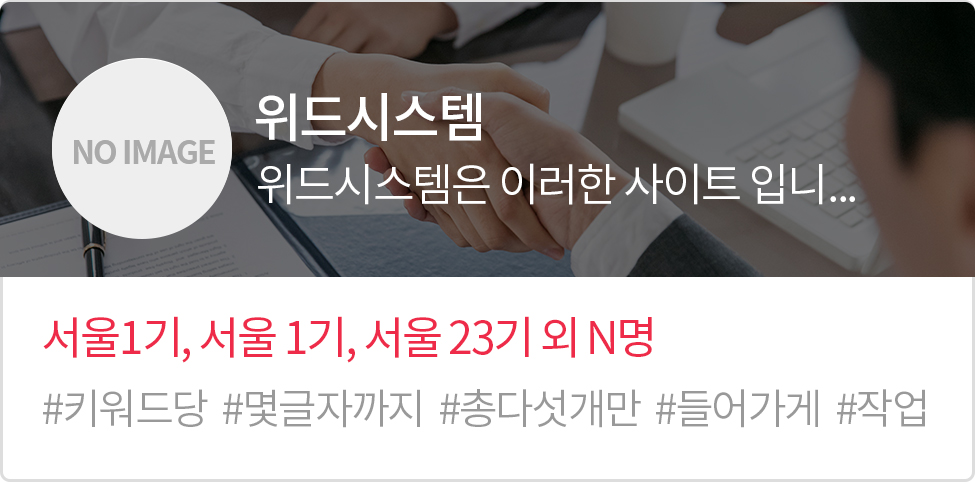 NO IMAGE
위드시스템
위드시스템은 이러한 사이트 입니...
서울1기, 서울 1기, 서울 23기 외 N명
#키워드당 #몇글자까지 #총다섯개만 #들어가게 #작업